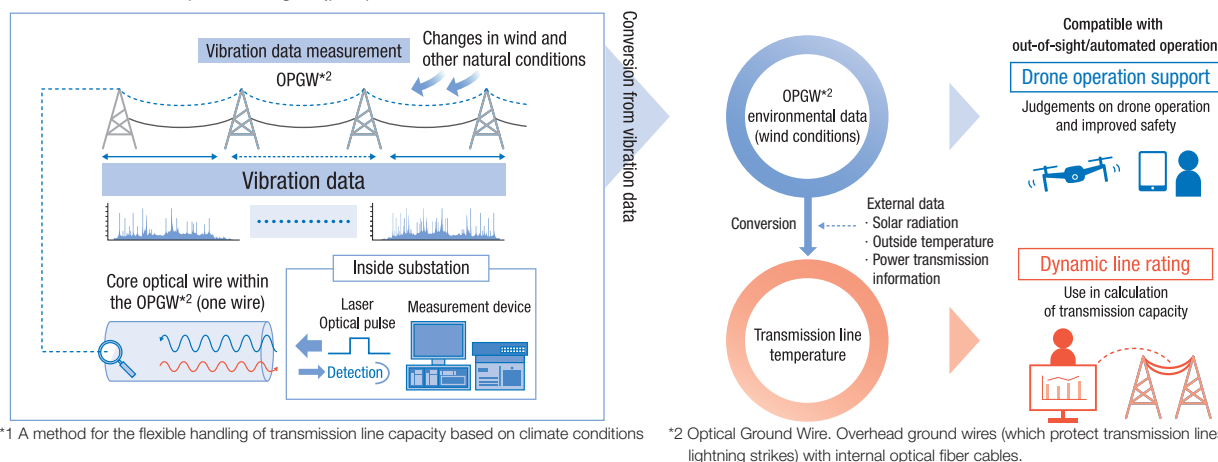 Vibration data measurement
OPGW*2
Changes in wind and
other natural conditions
Vibration data
Core optical wire within
the OPGW*2 (one wire)
Inside substation
Laser
Optical pulse
Detection
Measurement device
Conversion from vibration data
OPGW*2
environmental data
(wind conditions)
Conversion
External data
· Solar radiation
· Outside temperature
· Power transmission
information
Transmission line
temperature
Compatible with
out-of-sight/automated operation
Drone operation support
Judgements on drone operation
and improved safety
Dynamic line rating
Use in calculation
of transmission capacity
*1 A method for the flexible handling of transmission line capacity based on climate conditions
*2 Optical Ground Wire. Overhead ground wires (which protect transmission lines
lightning strikes) with internal optical fiber cables.